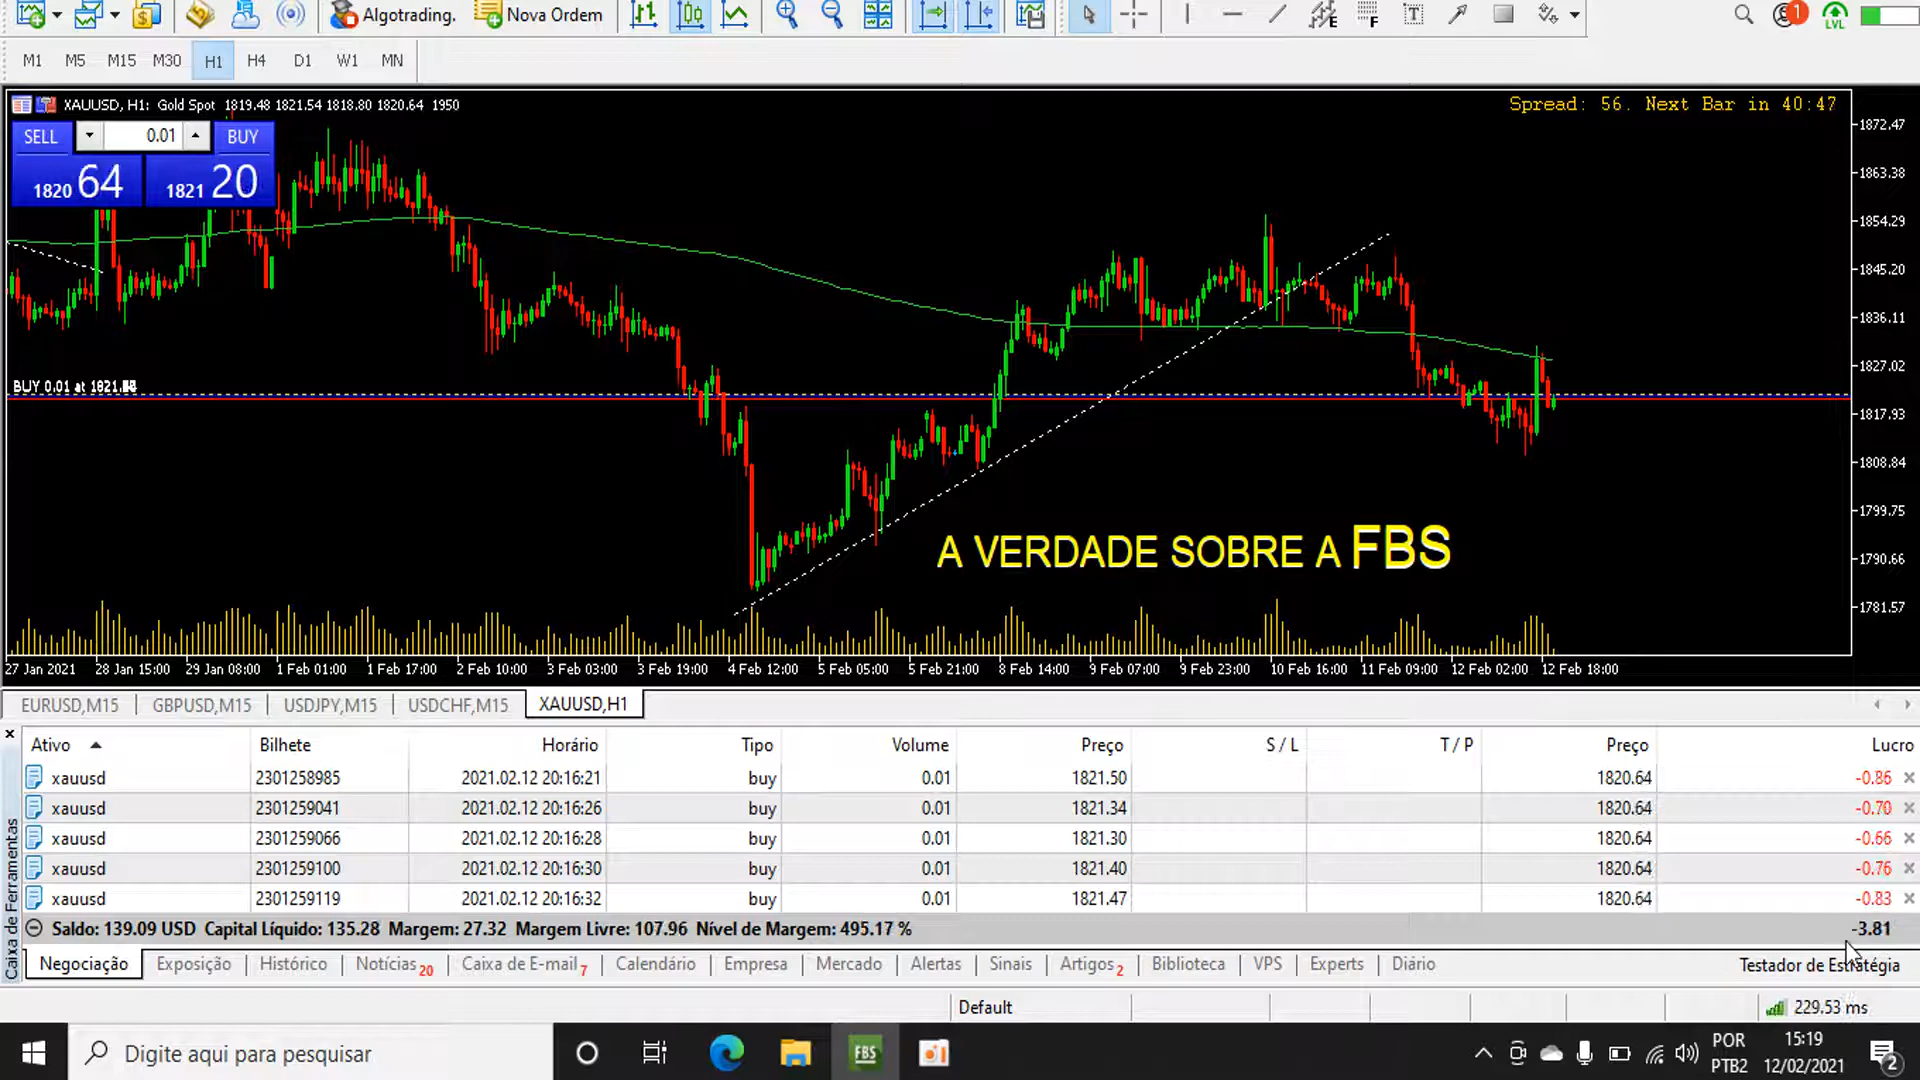 Algotrading.
Nova Ordem
E
F
T
1
LVL
M1 M5 M15 M30 H1 H4 D1 W1 MN
XAUUSD, H1: Gold Spot 1819.48 1821.54 1818.80 1820.64 1950
Spread: 56. Next Bar in 40:47
SELL 0.01 BUY
1820 64 1821 20
1872.47
1863.38
1854.29
1845.20
1836.11
1827.02
1817.93
1808.84
1799.75
1790.66
1781.57
BUY 0.01 at
A VERDADE SOBRE A FBS
27 Jan 2021 28 Jan 15:00 29 Jan 08:00 1 Feb 01:00 1 Feb 17:00 2 Feb 10:00 3 Feb 03:00 3 Feb 19:00 4 Feb 12:00 5 Feb 05:00 5 Feb 21:00 8 Feb 14:00 9 Feb 07:00 9 Feb 23:00 10 Feb 16:00 11 Feb 09:00 12 Feb 02:00 12 Feb 18:00
EURUSD,M15 GBPUSD,M15 USDJPY,M15 USDCHF,M15 XAUUSD,H1
Ativo Bilhete Horário Tipo Volume Preço S / L T / P Preço Lucro
xauusd 2301258985 2021.02.12 20:16:21 buy 0.01 1821.50 1820.64 -0.86
xauusd 2301259041 2021.02.12 20:16:26 buy 0.01 1821.34 1820.64 -0.70
xauusd 2301259066 2021.02.12 20:16:28 buy 0.01 1821.30 1820.64 -0.66
xauusd 2301259100 2021.02.12 20:16:30 buy 0.01 1821.40 1820.64 -0.76
xauusd 2301259119 2021.02.12 20:16:32 buy 0.01 1821.47 1820.64 -0.83
Saldo: 139.09 USD Capital Líquido: 135.28 Margem: 27.32 Margem Livre: 107.96 Nível de Margem: 495.17 % -3.81
Caixa de Ferramentas
Negociação Exposição Histórico Notícias 20 Caixa de E-mail 7 Calendário Empresa Mercado Alertas Sinais Artigos 2 Biblioteca VPS Experts Diário Testador de Estratégia
Default 229.53 ms
Digite aqui para pesquisar
FBS
POR
PTB2
15:19
12/02/2021
2